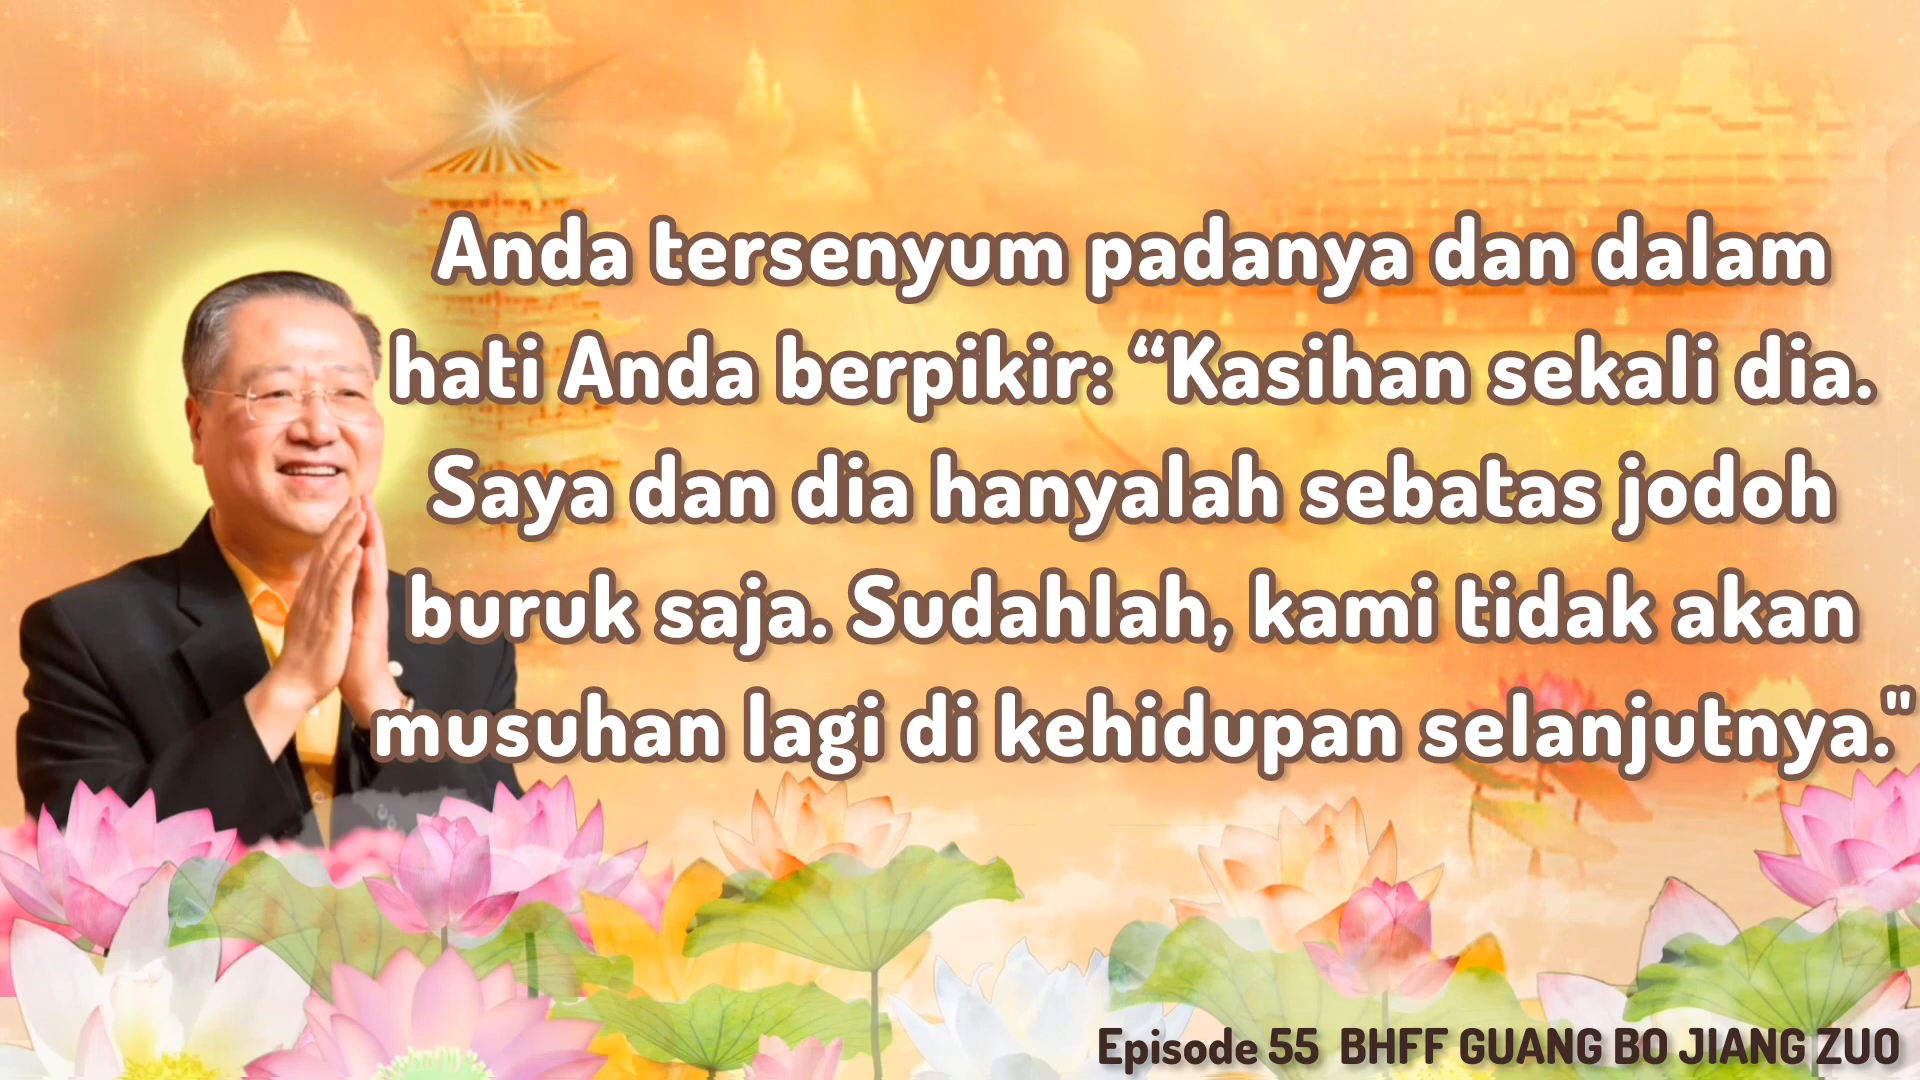 Anda tersenyum padanya dan dalam
hati Anda berpikir: “Kasihan sekali dia.
Saya dan dia hanyalah sebatas jodoh
buruk saja. Sudahlah, kami tidak akan
musuhan lagi di kehidupan selanjutnya."
Episode 55 BHFF GUANG BO JIANG ZUO